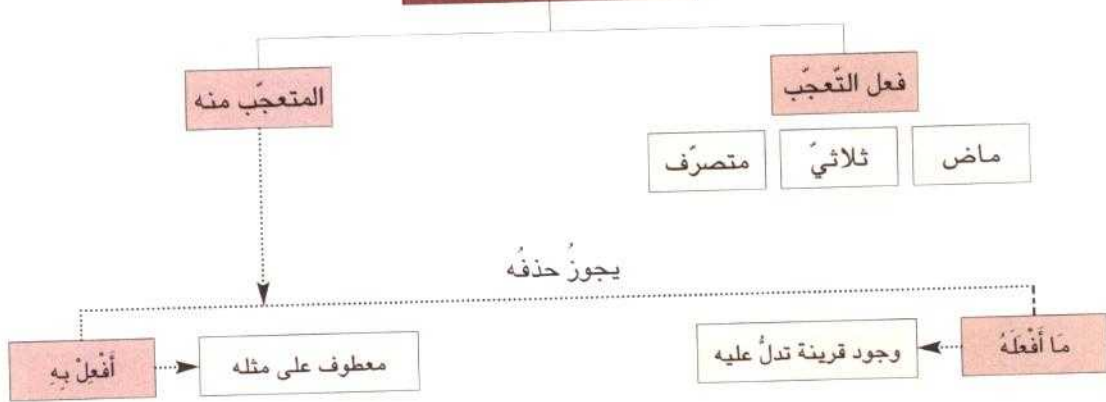 فعل التّعجّب
المتعجّب منه
ماض
ثلاثيّ
متصرّف
يجوزُ حذفُه
مَا أَفْعَلَهُ
وجود قرينة تدلُّ عليه
معطوف على مثله
أَفْعِلْ بِهِ